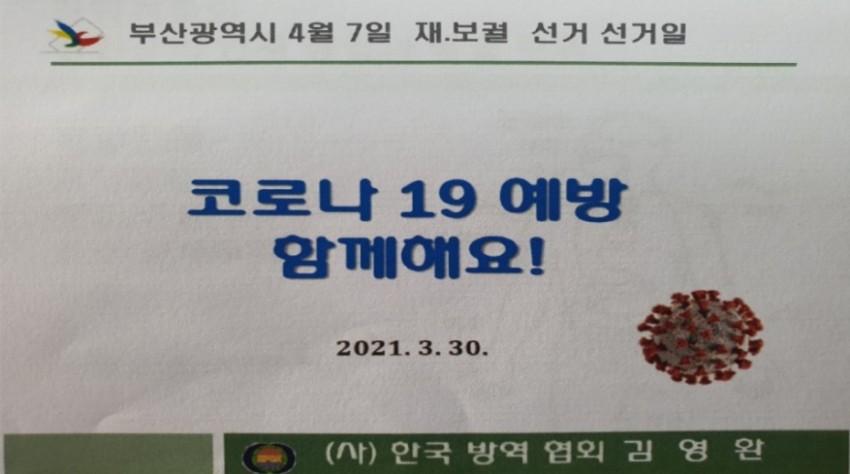 부산광역시 4월 7일 재.보궐 선거 선거일
코로나 19 예방
함께해요!
2021. 3. 30.
(사) 한국 방역 협회 김 영 완